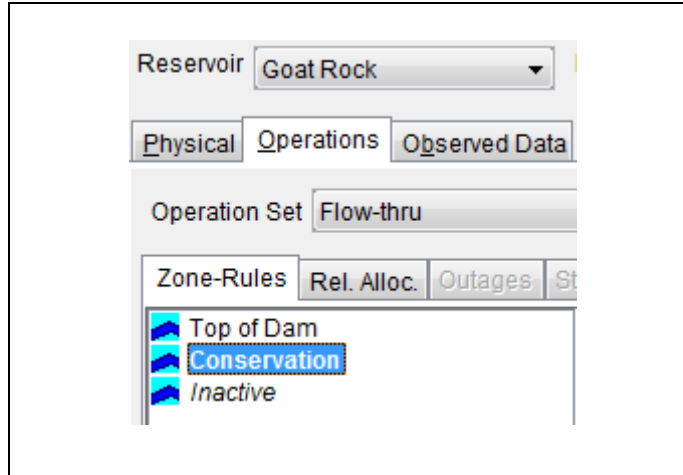 Reservoir Goat Rock
Physical Operations Observed Data
Operation Set Flow-thru
Zone-Rules Rel. Alloc. Outages St
Top of Dam
Conservation
Inactive